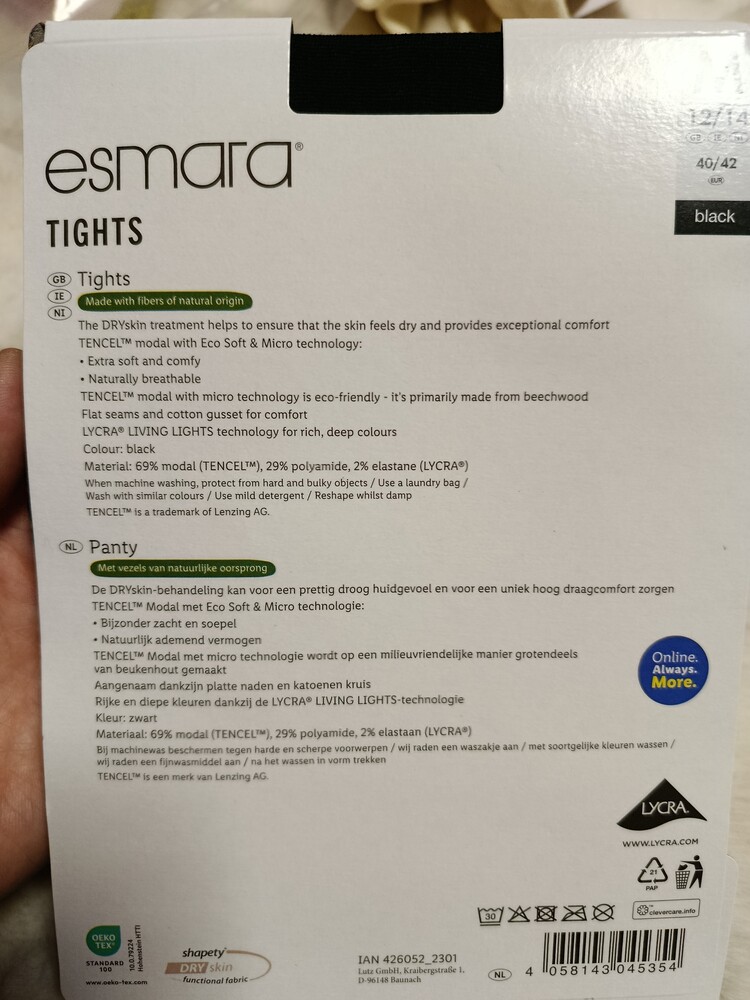 esmara®
TIGHTS
12/14
GB IE NI
40/42
EUR
black
GB Tights
IE Made with fibers of natural origin
NI
The DRYskin treatment helps to ensure that the skin feels dry and provides exceptional comfort
TENCEL™ modal with Eco Soft & Micro technology:
• Extra soft and comfy
• Naturally breathable
TENCEL™ modal with micro technology is eco-friendly - it's primarily made from beechwood
Flat seams and cotton gusset for comfort
LYCRA® LIVING LIGHTS technology for rich, deep colours
Colour: black
Material: 69% modal (TENCEL™), 29% polyamide, 2% elastane (LYCRA®)
When machine washing, protect from hard and bulky objects / Use a laundry bag /
Wash with similar colours / Use mild detergent / Reshape whilst damp
TENCEL™ is a trademark of Lenzing AG.
NL Panty
Met vezels van natuurlijke oorsprong
De DRYskin-behandeling kan voor een prettig droog huidgevoel en voor een uniek hoog draagcomfort zorgen
TENCEL™ Modal met Eco Soft & Micro technologie:
• Bijzonder zacht en soepel
• Natuurlijk ademend vermogen
TENCEL™ Modal met micro technologie wordt op een milieuvriendelijke manier grotendeels
van beukenhout gemaakt
Aangenaam dankzijn platte naden en katoenen kruis
Rijke en diepe kleuren dankzij de LYCRA® LIVING LIGHTS-technologie
Kleur: zwart
Materiaal: 69% modal (TENCEL™), 29% polyamide, 2% elastaan (LYCRA®)
Bij machinewas beschermen tegen harde en scherpe voorwerpen / wij raden een waszakje aan / met soortgelijke kleuren wassen /
wij raden een fijnwasmiddel aan / na het wassen in vorm trekken
TENCEL™ is een merk van Lenzing AG.
Online.
Always.
More.
LYCRA®
WWW.LYCRA.COM
21
PAP
30
clevercare.info
OEKO
TEX®
STANDARD
100
10.0.79224
Hohenstein HTTI
www.oeko-tex.com
shapety™
DRY skin
functional fabric
IAN 426052_2301
Lutz GmbH, Kraibergstraße 1,
D-96148 Baunach
NL
4 058143 045354